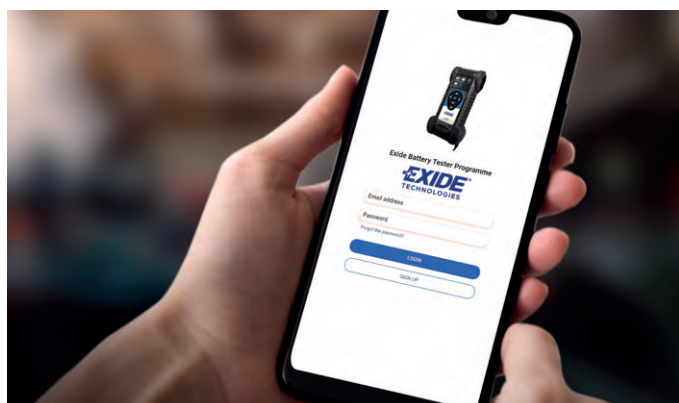 Exide Battery Tester Programme
EXIDE
TECHNOLOGIES
Email address
Password
Forgot the password?
LOGIN
SIGN UP